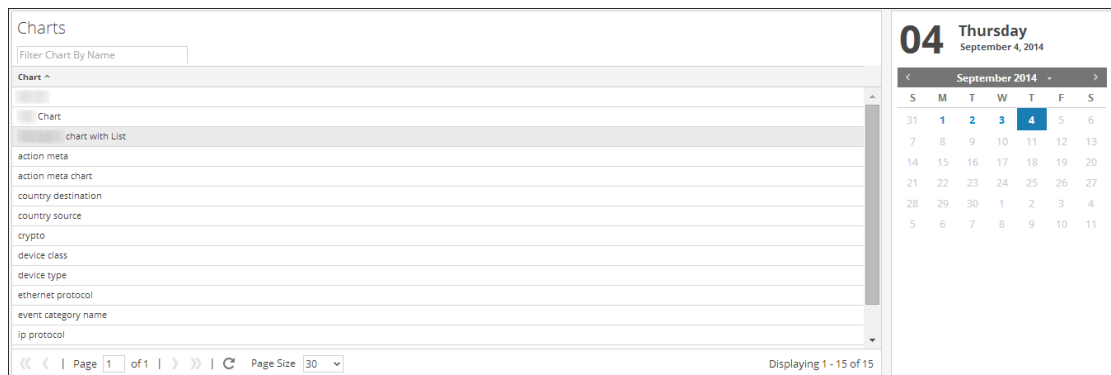 Charts
Filter Chart By Name
Chart
Chart
chart with List
action meta
action meta chart
country destination
country source
crypto
device class
device type
ethernet protocol
event category name
ip protocol
Page 1 of 1 Page Size 30 Displaying 1 - 15 of 15
04 Thursday
September 4, 2014
September 2014
S M T W T F S
31 1 2 3 4 5 6
7 8 9 10 11 12 13
14 15 16 17 18 19 20
21 22 23 24 25 26 27
28 29 30 1 2 3 4
5 6 7 8 9 10 11